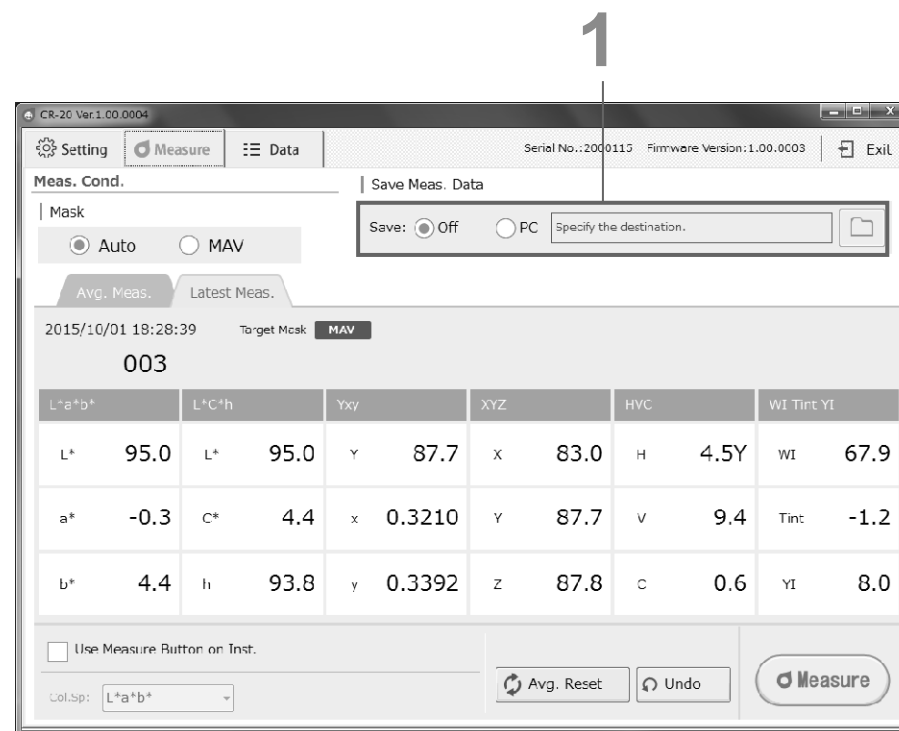 1
CR-20 Ver.1.00.0004
Setting Measure Data Serial No.:2000115 Firmware Version:1.00.0003 Exit
Meas. Cond. Save Meas. Data
Mask
Save: Off PC Specify the destination.
Auto MAV
Avg. Meas. Latest Meas.
2015/10/01 18:28:39 Target Mask MAV
003
L*a*b* L*C*h Yxy XYZ HVC WI Tint YI
L* 95.0 L* 95.0 Y 87.7 X 83.0 H 4.5Y WI 67.9
a* -0.3 C* 4.4 x 0.3210 Y 87.7 V 9.4 Tint -1.2
b* 4.4 h 93.8 y 0.3392 Z 87.8 C 0.6 YI 8.0
Use Measure Button on Inst.
Col.Sp: L*a*b* Avg. Reset Undo Measure